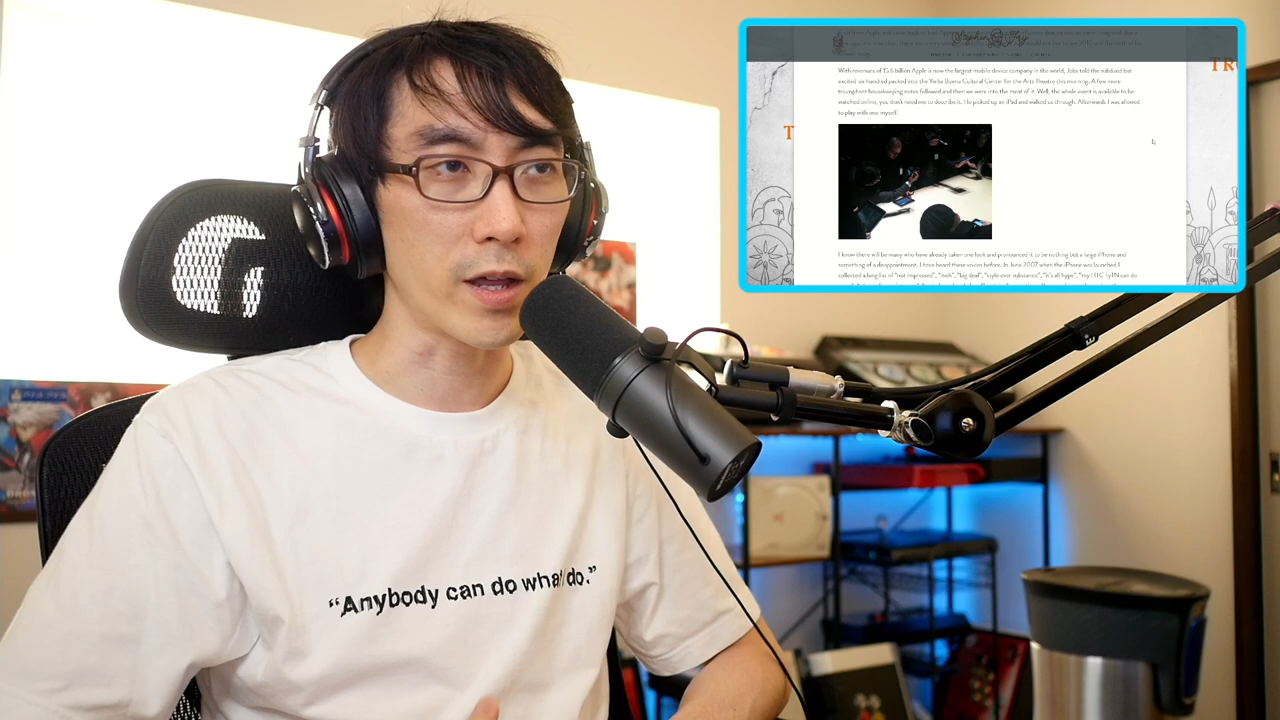 With revenues of 15.6 billion Apple is now the largest mobile device company in the world, Jobs told the subdued but
excited six hundred packed into the Yerba Buena Cultural Center for the Arts Theatre this morning. A few more
triumphant housekeeping notes followed and then we were into the meat of it. Well, the whole event is available to be
watched online, you don't need me to describe it. He picked up an iPad and walked us through. Afterwards I was allowed
to play with one myself.
I know there will be many who have already taken one look and pronounced it to be nothing but a large iPhone and
something of a disappointment. I have heard these voices before. In June 2007 when the iPhone was launched I
collected a long list of "not impressed", "meh", "big deal", "style over substance", "it's all hype", "my HTC TyTN can do
TR
T
“Anybody can do what I do.”